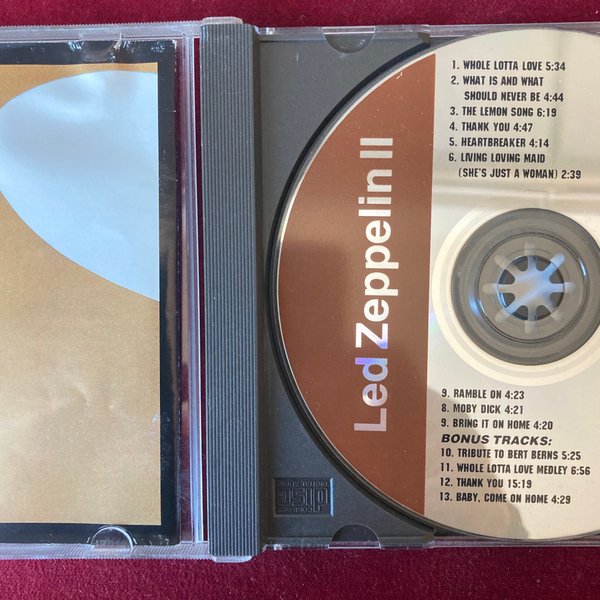 1. WHOLE LOTTA LOVE 5:34
2. WHAT IS AND WHAT
SHOULD NEVER BE 4:44
3. THE LEMON SONG 6:19
4. THANK YOU 4:47
5. HEARTBREAKER 4:14
6. LIVING LOVING MAID
(SHE'S JUST A WOMAN) 2:39
Led Zeppelin II
9. RAMBLE ON 4:23
8. MOBY DICK 4:21
9. BRING IT ON HOME 4:20
BONUS TRACKS:
10. TRIBUTE TO BERT BERNS 5:25
11. WHOLE LOTTA LOVE MEDLEY 6:56
12. THANK YOU 15:19
13. BABY, COME ON HOME 4:29
COMPACT
disc
DIGITAL AUDIO